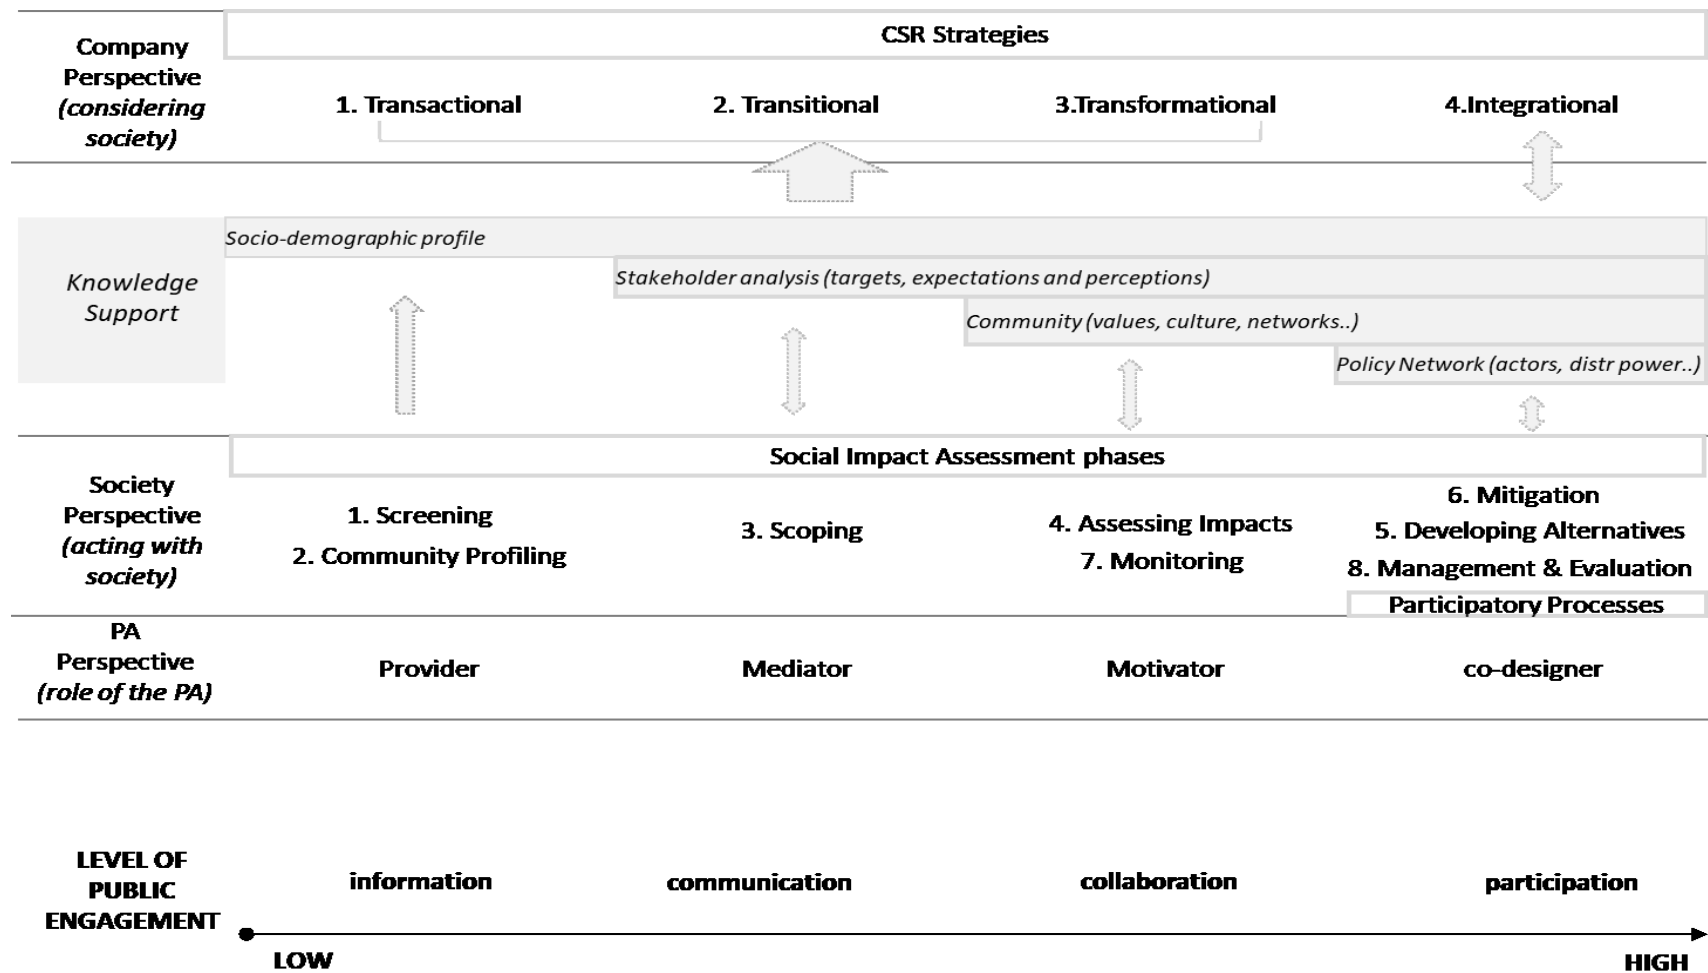 Company
Perspective
(considering
society)
CSR Strategies
1. Transactional
2. Transitional
3.Transformational
4.Integrational
Knowledge
Support
Socio-demographic profile
Stakeholder analysis (targets, expectations and perceptions)
Community (values, culture, networks..)
Policy Network (actors, distr power..)
Society
Perspective
(acting with
society)
Social Impact Assessment phases
1. Screening
2. Community Profiling
3. Scoping
4. Assessing Impacts
7. Monitoring
6. Mitigation
5. Developing Alternatives
8. Management & Evaluation
Participatory Processes
PA
Perspective
(role of the PA)
Provider
Mediator
Motivator
co-designer
LEVEL OF
PUBLIC
ENGAGEMENT
information
communication
collaboration
participation
LOW
HIGH